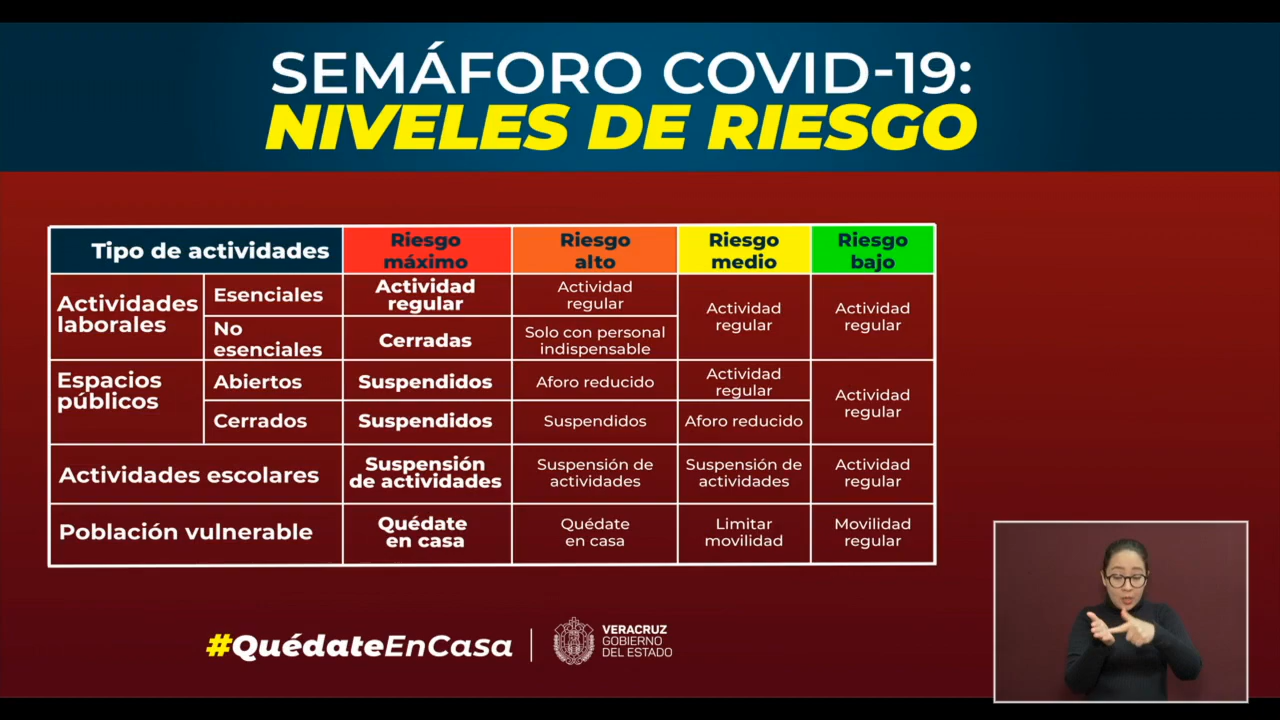 SEMÁFORO COVID-19:
NIVELES DE RIESGO
Tipo de actividades
Riesgo
máximo
Riesgo
alto
Riesgo
medio
Riesgo
bajo
Actividades
laborales
Esenciales
Actividad
regular
Actividad
regular
Actividad
regular
Actividad
regular
No
esenciales
Cerradas
Solo con personal
indispensable
Espacios
públicos
Abiertos
Suspendidos
Aforo reducido
Actividad
regular
Actividad
regular
Cerrados
Suspendidos
Suspendidos
Aforo reducido
Actividades escolares
Suspensión
de actividades
Suspensión de
actividades
Suspensión de
actividades
Actividad
regular
Población vulnerable
Quédate
en casa
Quédate
en casa
Limitar
movilidad
Movilidad
regular
#QuédateEnCasa
VERACRUZ
GOBIERNO
DEL ESTADO